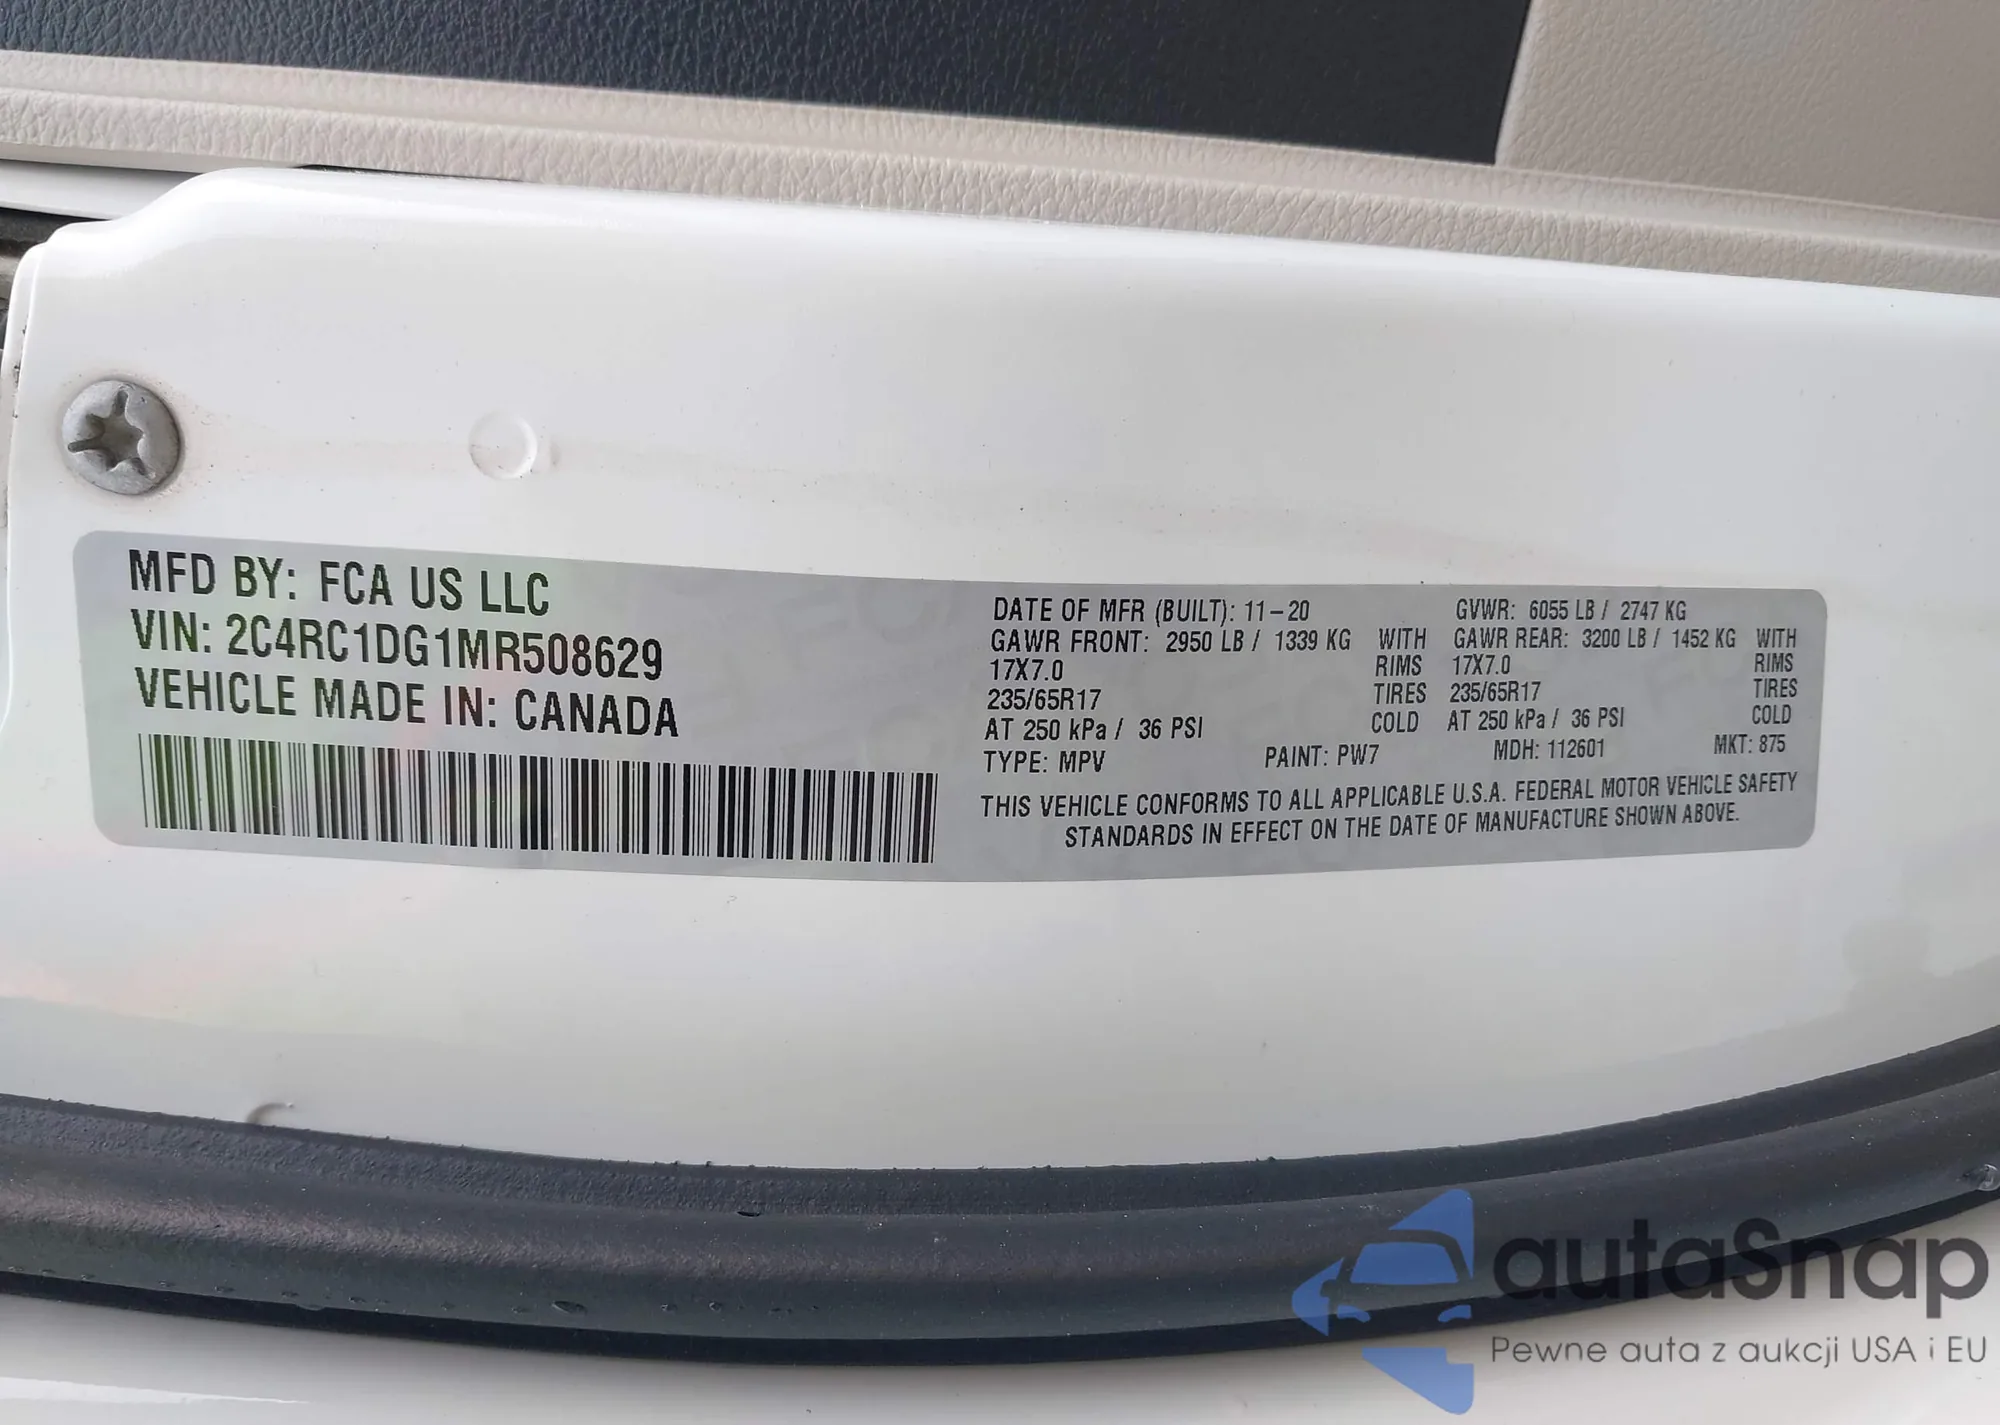 MFD BY: FCA US LLC
VIN: 2C4RC1DG1MR508629
VEHICLE MADE IN: CANADA
DATE OF MFR (BUILT): 11-20 GVWR: 6055 LB / 2747 KG
GAWR FRONT: 2950 LB / 1339 KG WITH GAWR REAR: 3200 LB / 1452 KG WITH
17X7.0 RIMS 17X7.0 RIMS
235/65R17 TIRES 235/65R17 TIRES
AT 250 kPa / 36 PSI COLD AT 250 kPa / 36 PSI COLD
TYPE: MPV PAINT: PW7 MDH: 112601 MKT: 875
THIS VEHICLE CONFORMS TO ALL APPLICABLE U.S.A. FEDERAL MOTOR VEHICLE SAFETY
STANDARDS IN EFFECT ON THE DATE OF MANUFACTURE SHOWN ABOVE.
autaSnap
Pewne auta z aukcji USA i EU